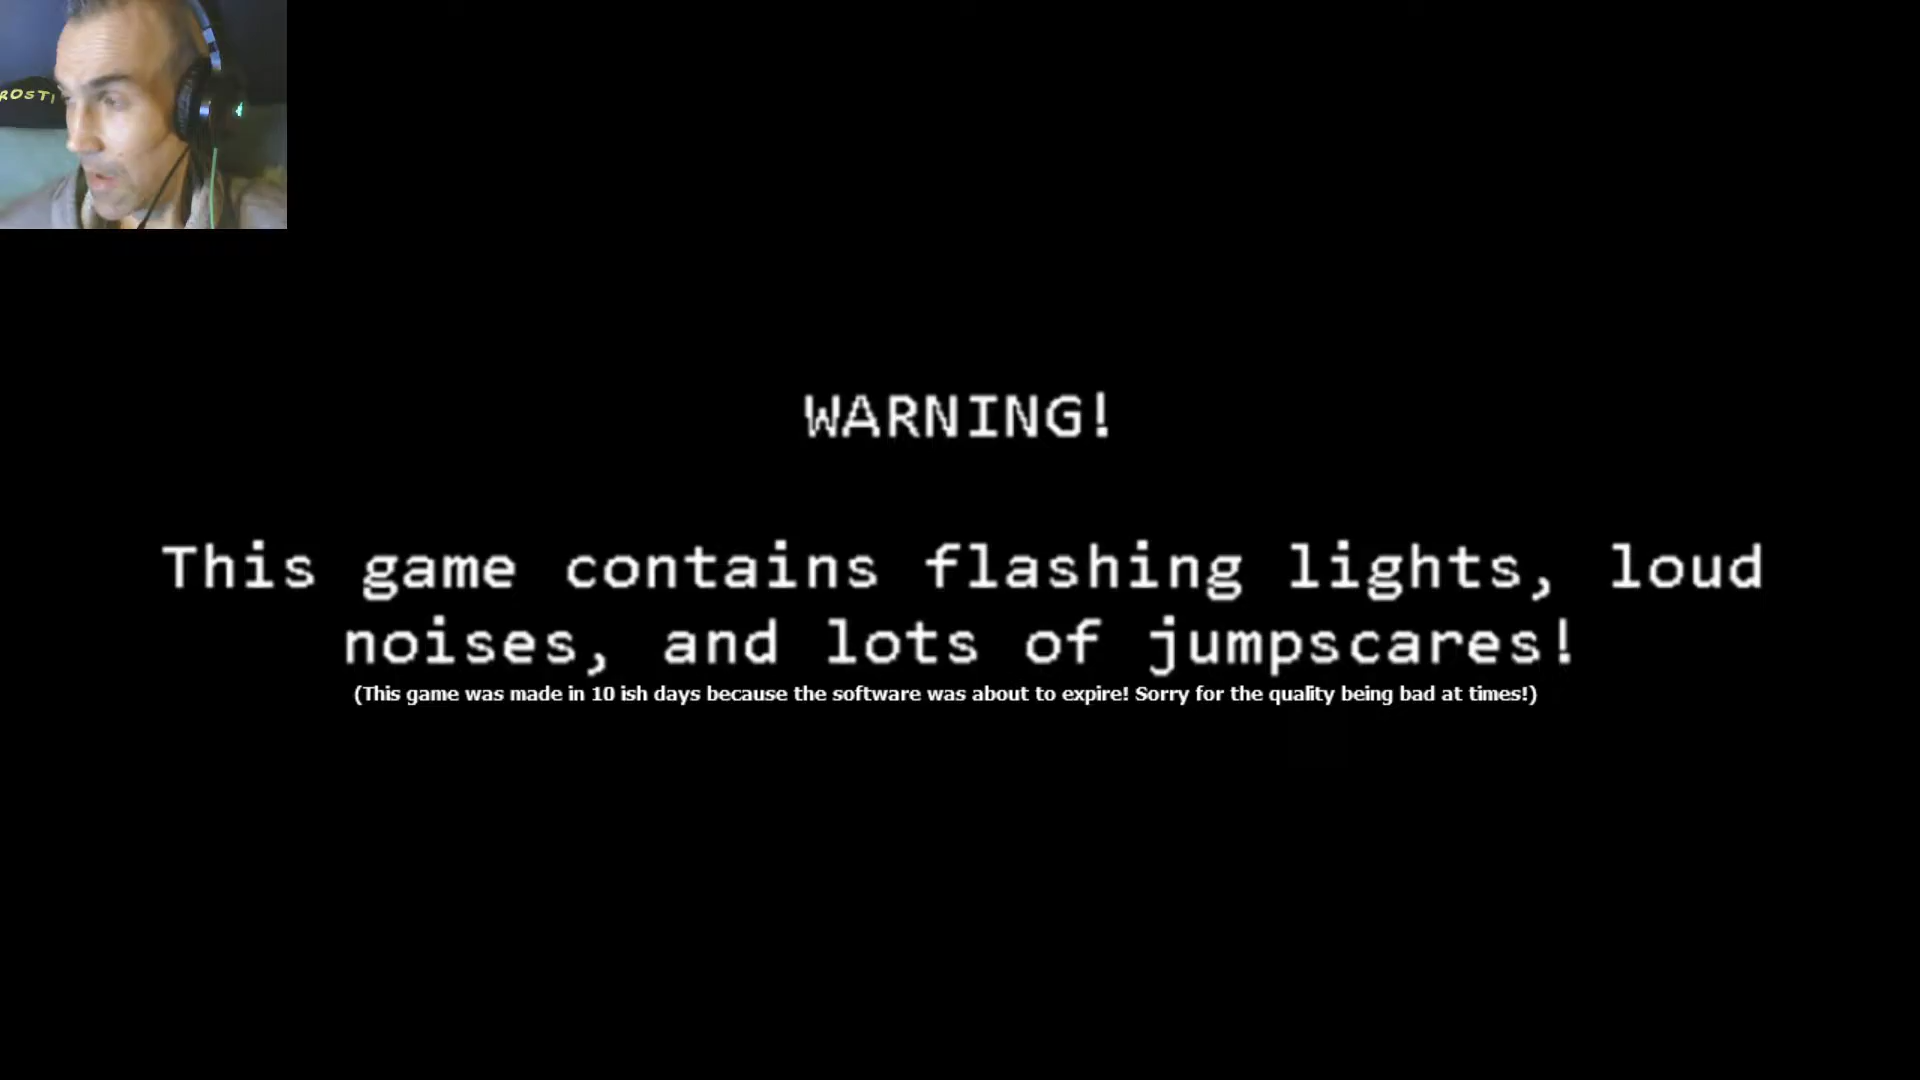 ROSTI
WARNING!
This game contains flashing lights, loud
noises, and lots of jumpscares!
(This game was made in 10 ish days because the software was about to expire! Sorry for the quality being bad at times!)